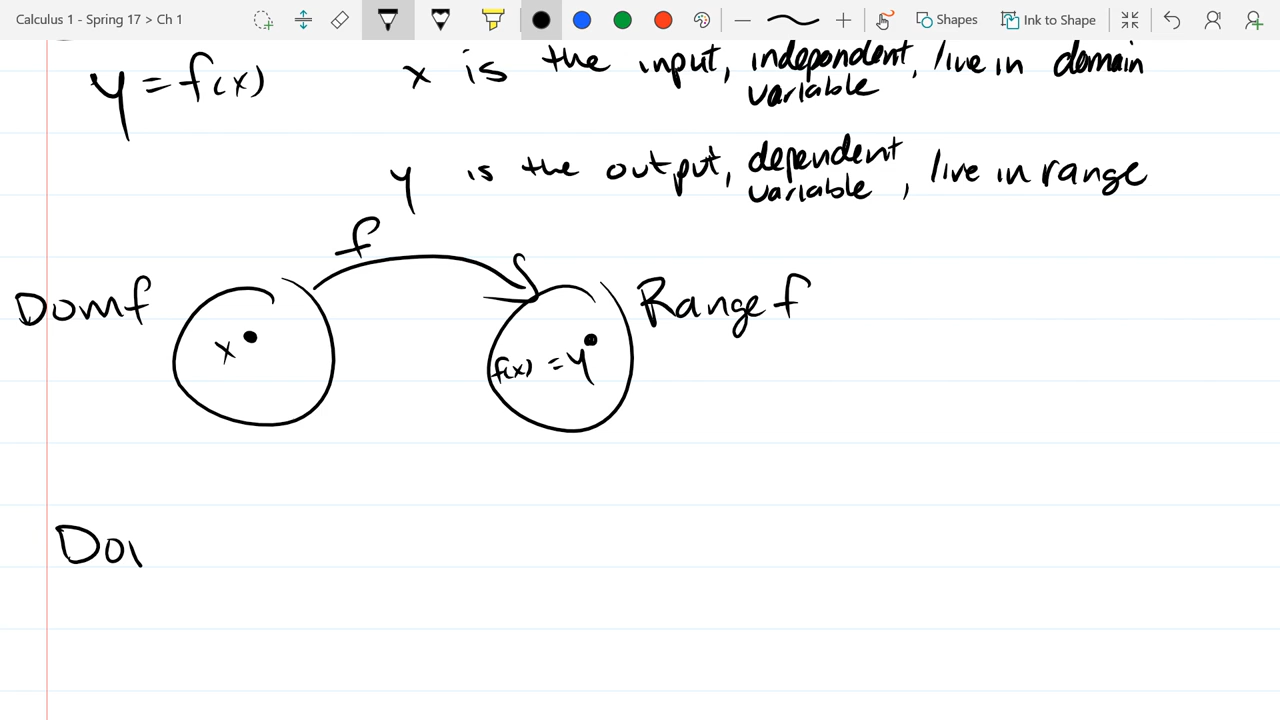 Calculus 1 - Spring 17 > Ch 1
Shapes
Ink to Shape
y = f(x)
x is the input, independent variable, live in domain
y is the output, dependent variable, live in range
f
Dom f
Range f
x
f(x) = y
Do